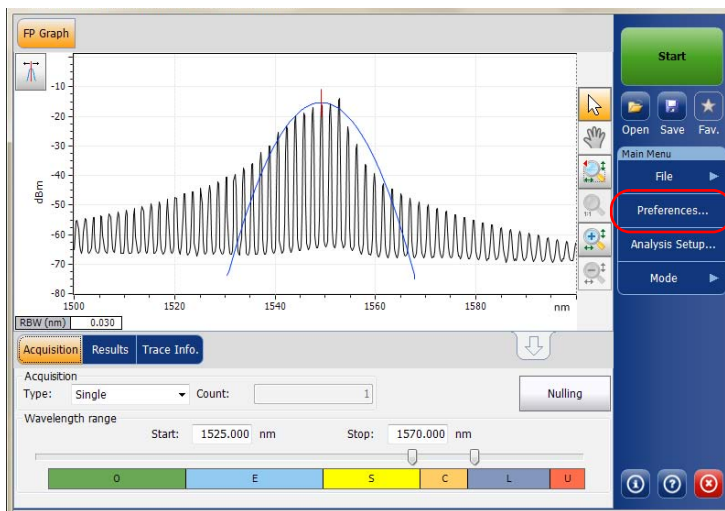 FP Graph
-10
-20
-30
-40
-50
-60
-70
-80
dBm
1500 1520 1540 1560 1580 nm
RBW (nm) 0.030
Acquisition Results Trace Info.
Acquisition
Type: Single Count: 1 Nulling
Wavelength range
Start: 1525.000 nm Stop: 1570.000 nm
O E S C L U
Start
Open Save Fav.
Main Menu
File
Preferences...
Analysis Setup...
Mode